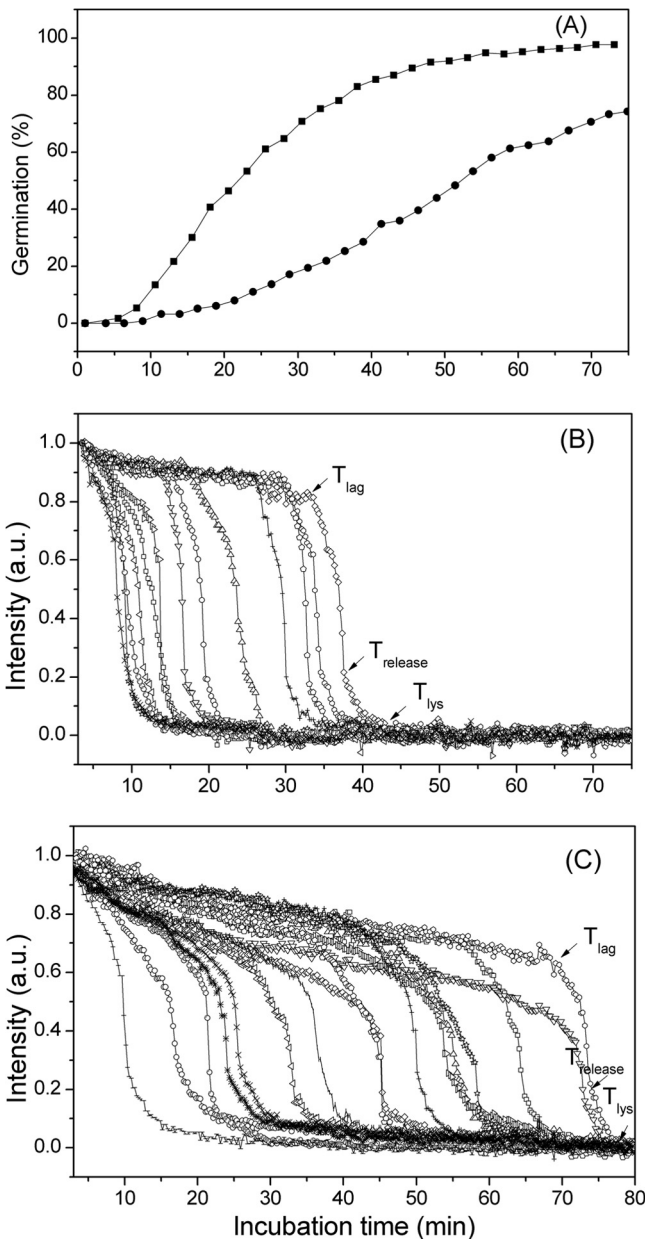 (A)
100
80
60
40
20
0
Germination (%)
0 10 20 30 40 50 60 70
(B)
1.0
0.8
0.6
0.4
0.2
0.0
Intensity (a.u.)
Tlag
Trelease
Tlys
10 20 30 40 50 60 70
(C)
1.0
0.8
0.6
0.4
0.2
0.0
Intensity (a.u.)
Tlag
Trelease
Tlys
10 20 30 40 50 60 70 80
Incubation time (min)